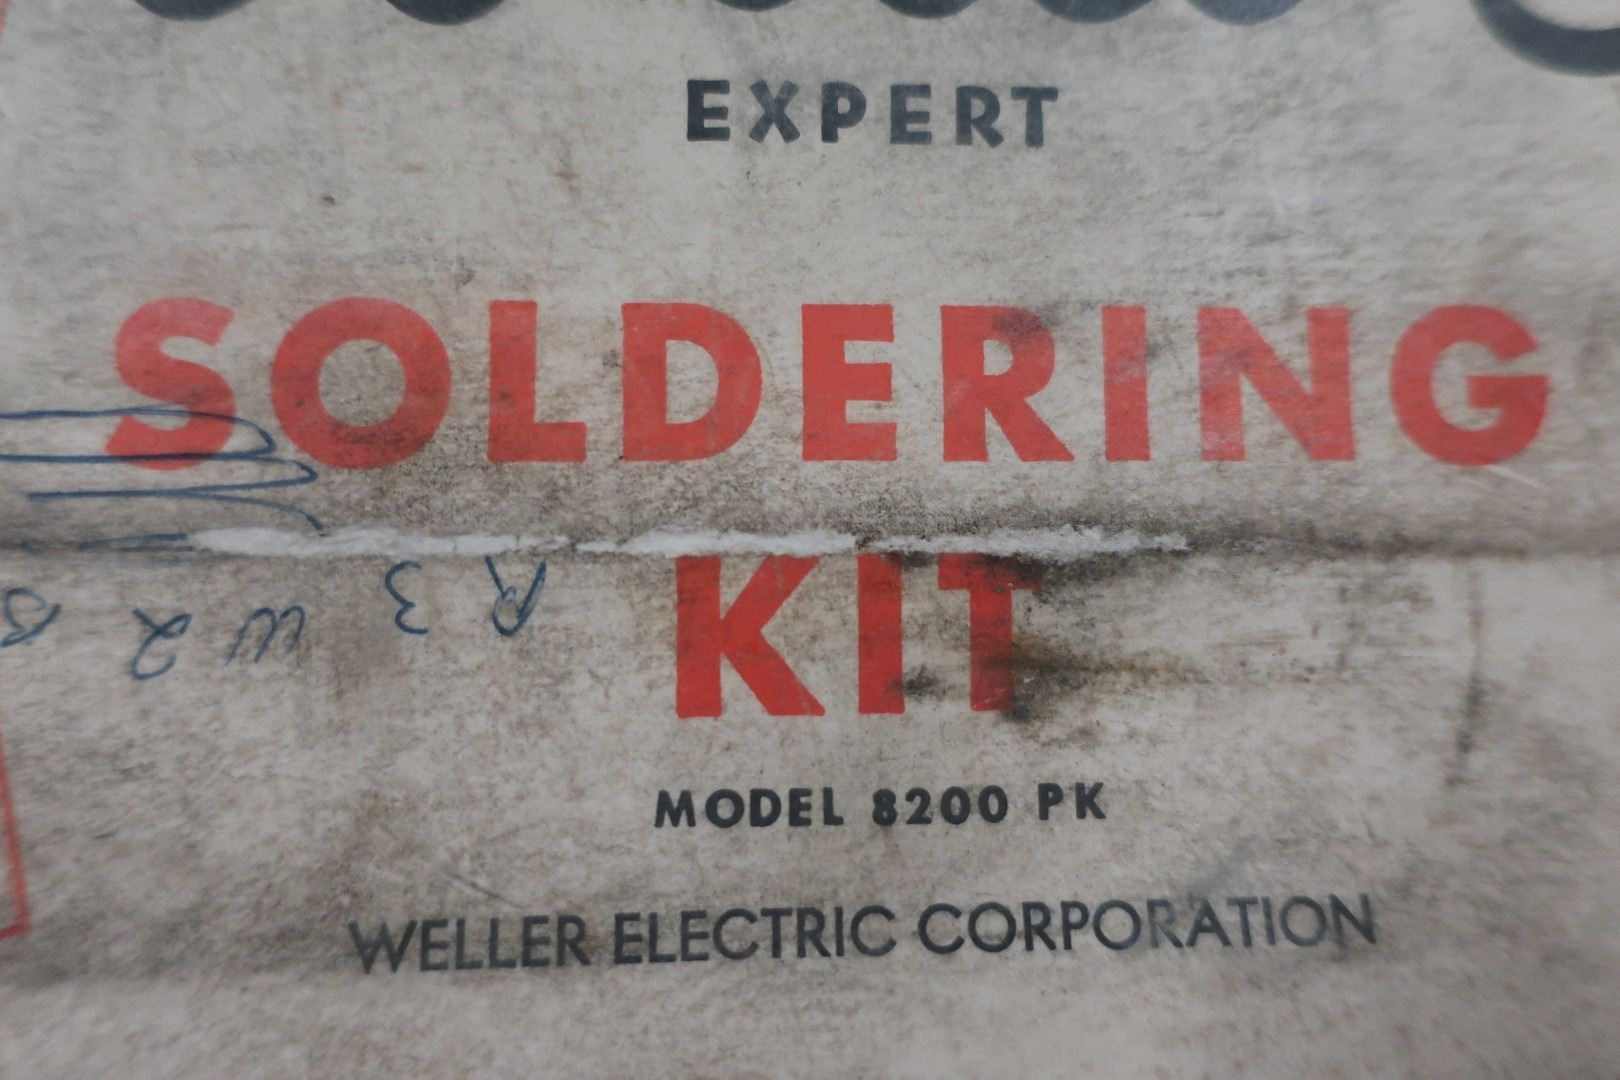 EXPERT
SOLDERING
KIT
MODEL 8200 PK
WELLER ELECTRIC CORPORATION